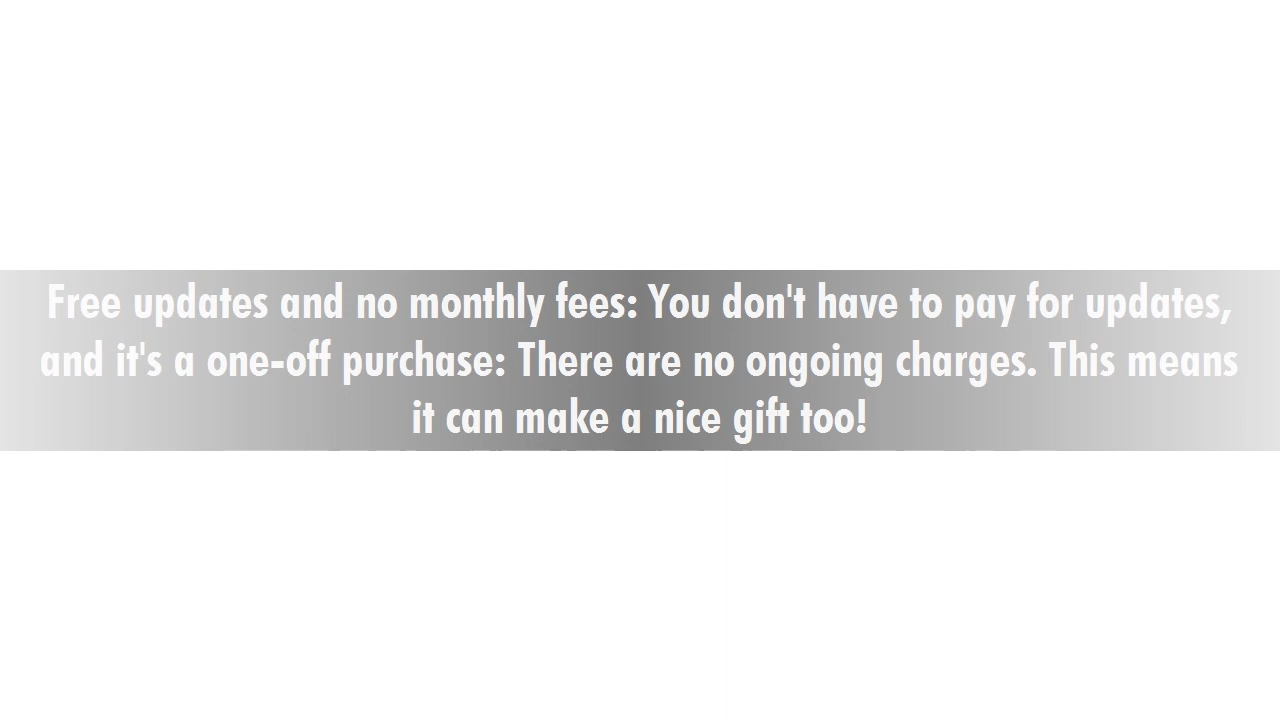 Free updates and no monthly fees: You don't have to pay for updates,
and it's a one-off purchase: There are no ongoing charges. This means
it can make a nice gift too!